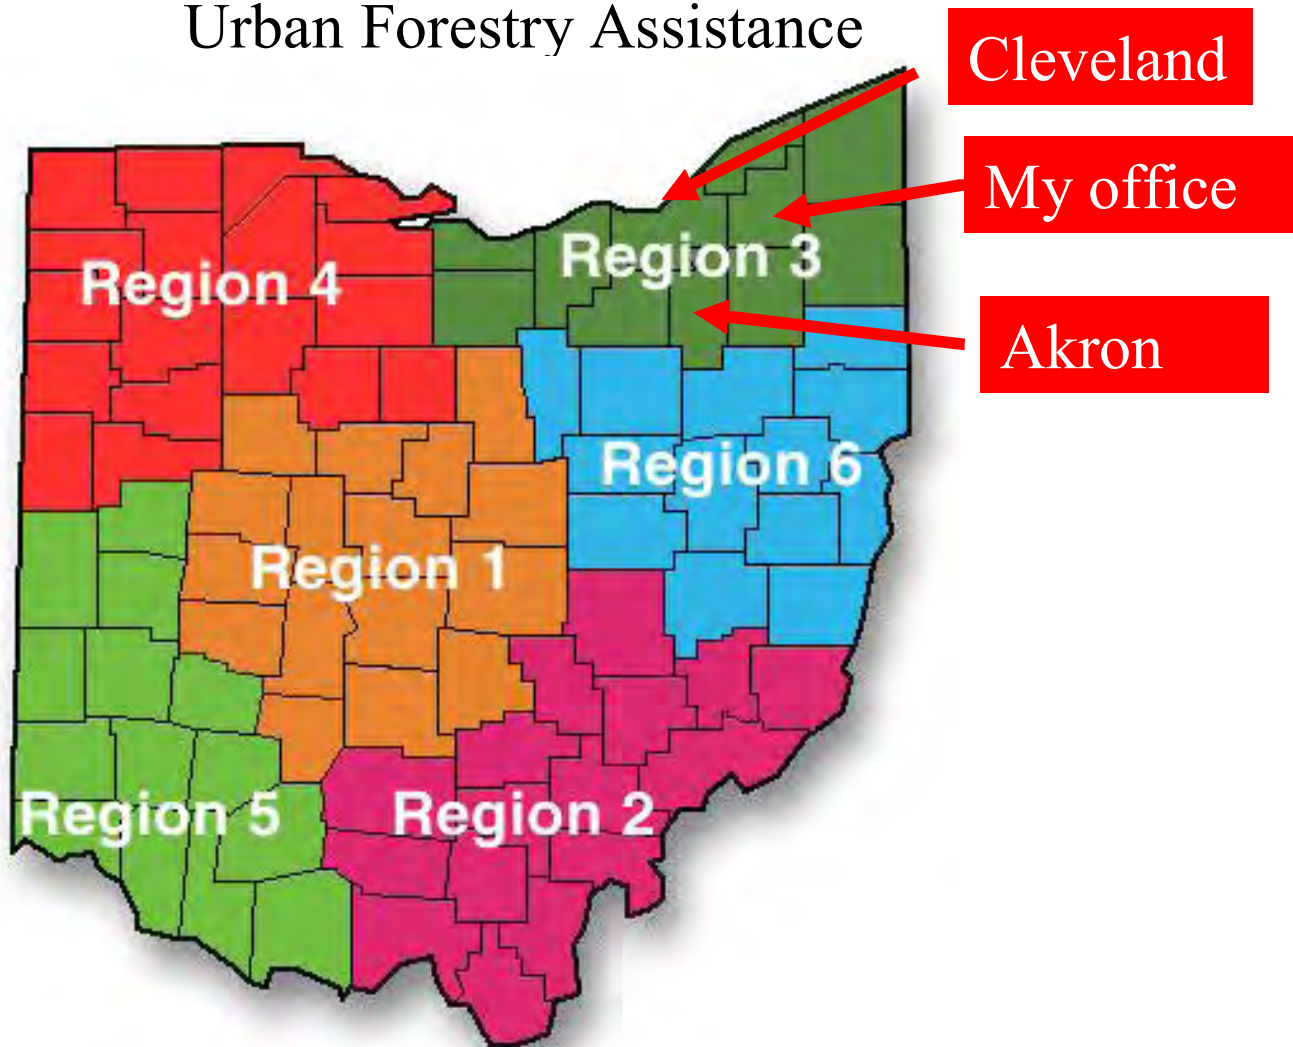 Urban Forestry Assistance
Cleveland
My office
Region 3
Region 4
Akron
Region 6
Region 1
Region 5
Region 2